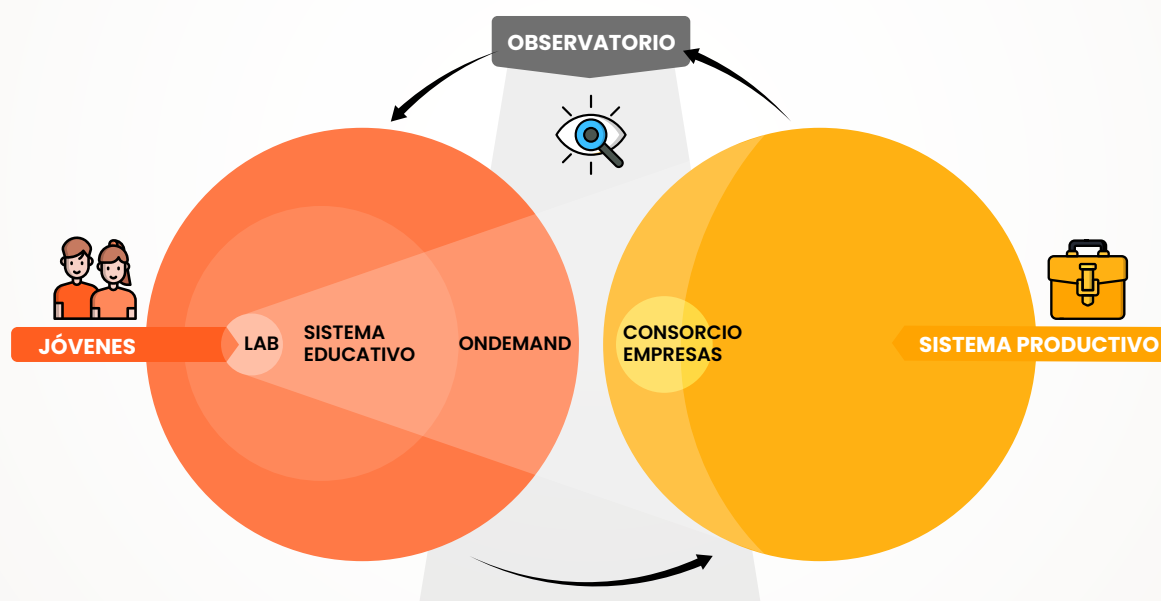 OBSERVATORIO
JÓVENES
LAB
SISTEMA
EDUCATIVO
ONDEMAND
CONSORCIO
EMPRESAS
SISTEMA PRODUCTIVO